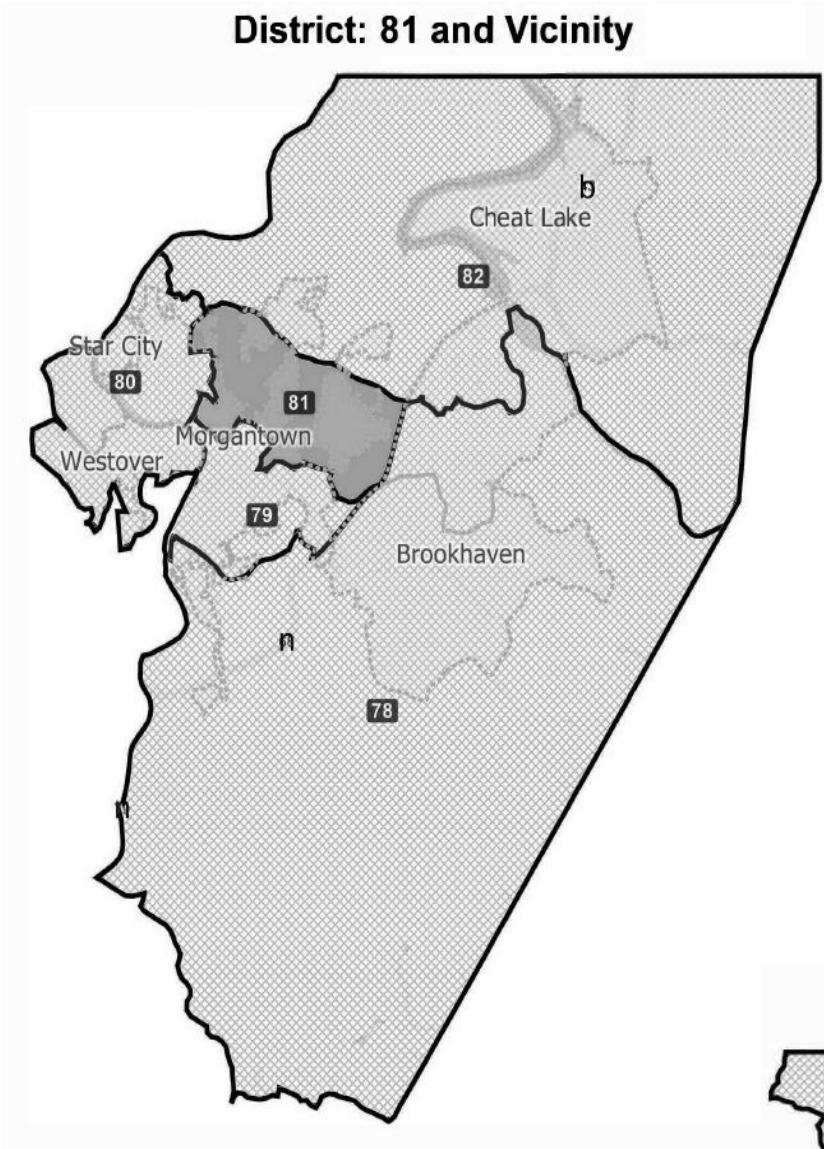 District: 81 and Vicinity
b
Cheat Lake
82
Star City
80
81
Morgantown
Westover
79
Brookhaven
n
78
n